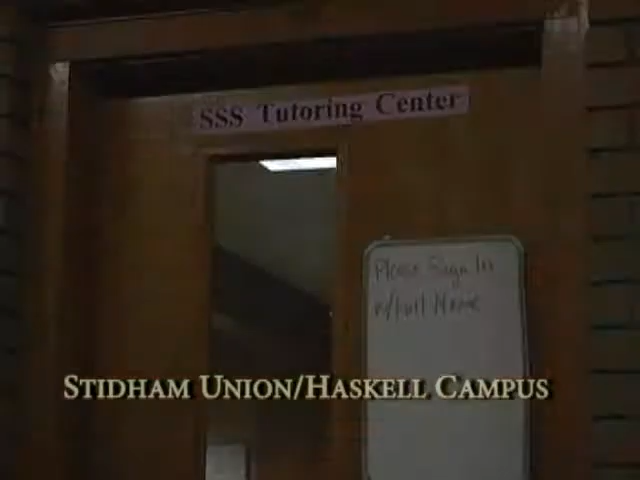 SSS Tutoring Center
Please Sign In
w/Full Name
STIDHAM UNION/HASKELL CAMPUS